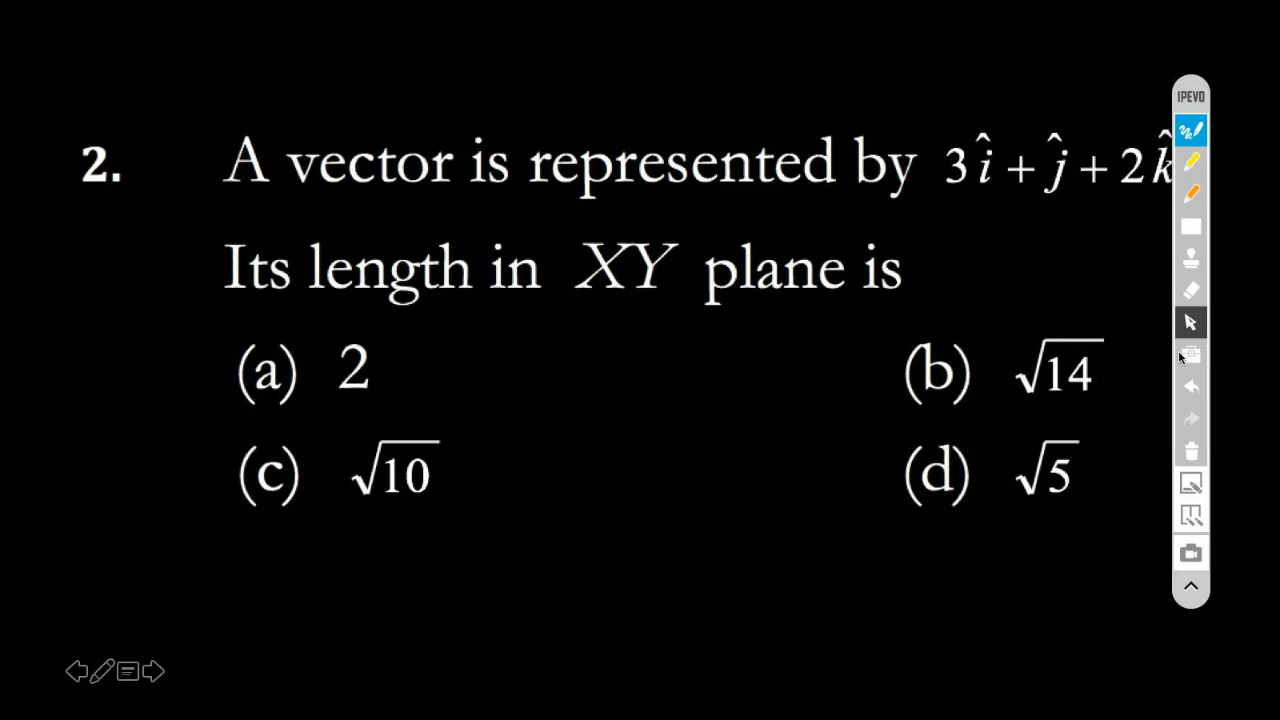 2. A vector is represented by 3î + ĵ + 2k̂
Its length in XY plane is
(a) 2 (b) √14
(c) √10 (d) √5
IPEVO